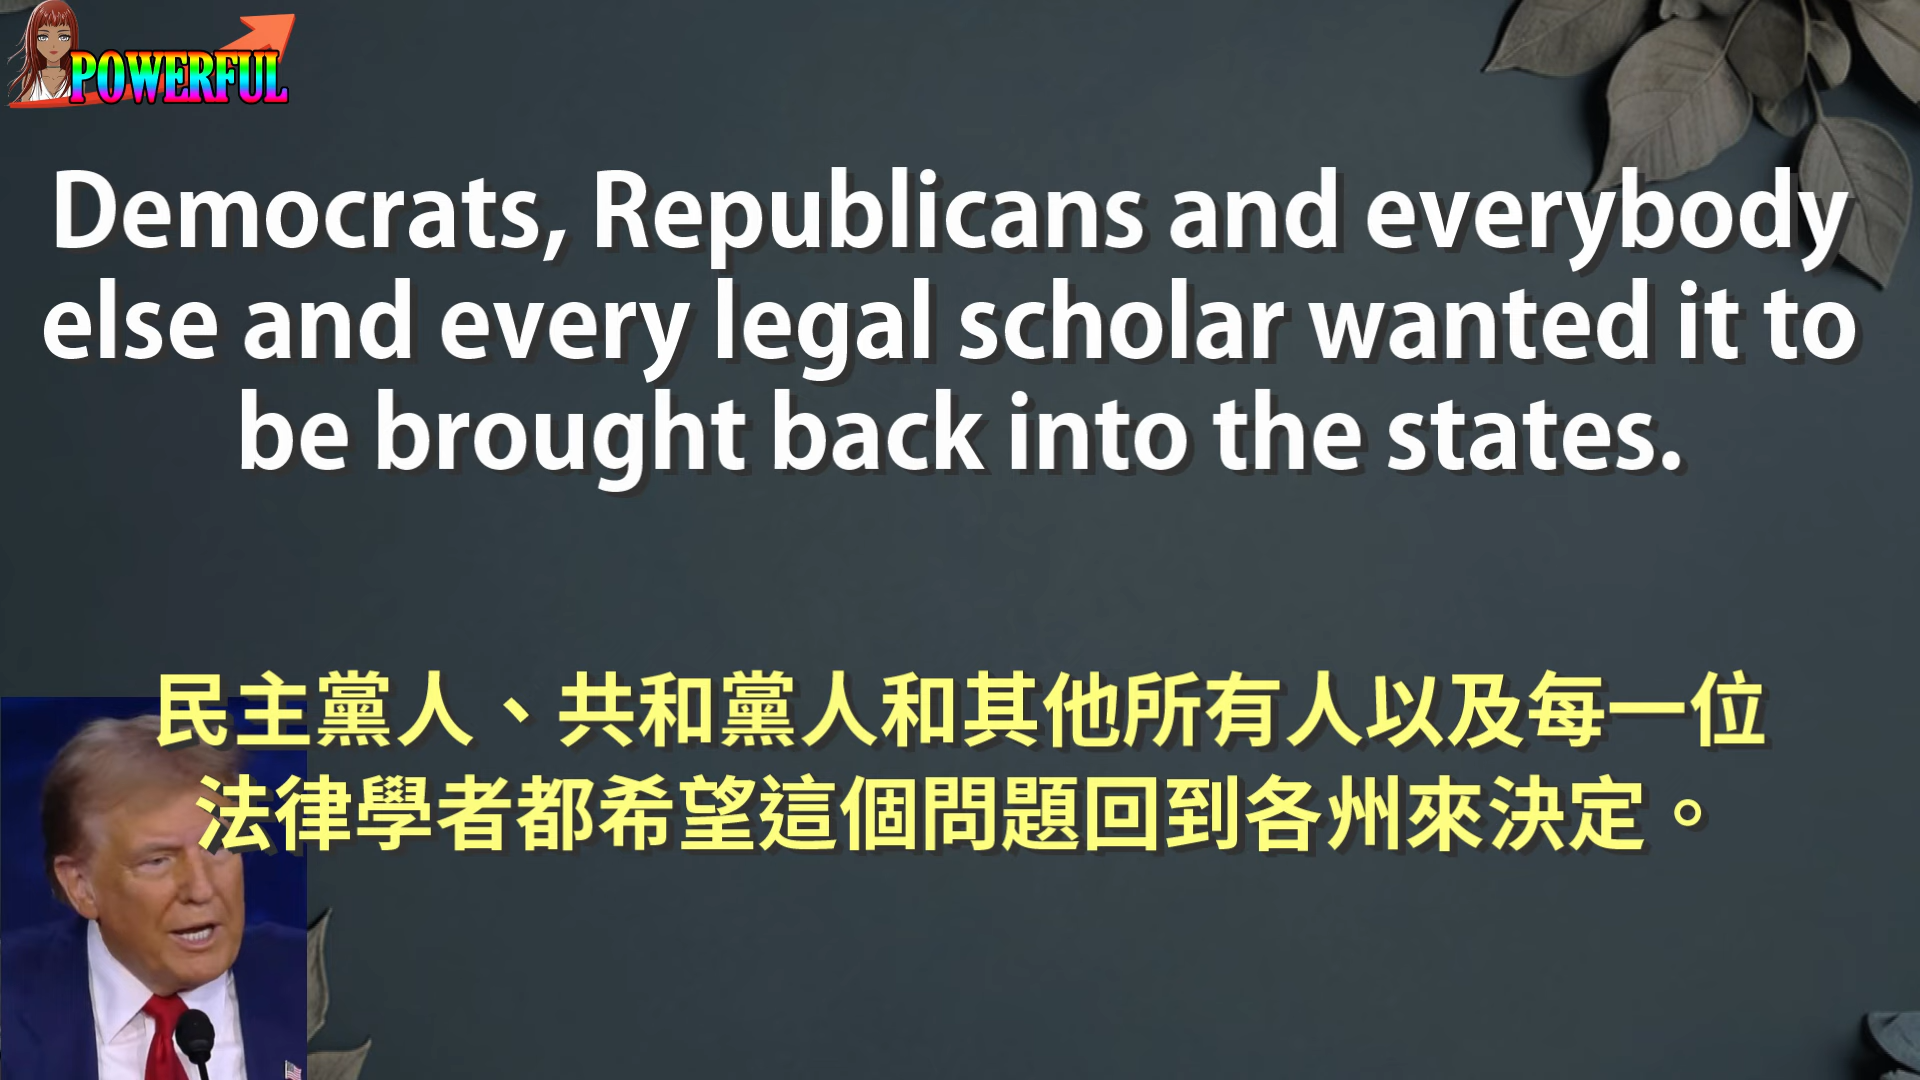 POWERFUL
Democrats, Republicans and everybody
else and every legal scholar wanted it to
be brought back into the states.
民主黨人、共和黨人和其他所有人以及每一位
法律學者都希望這個問題回到各州來決定。